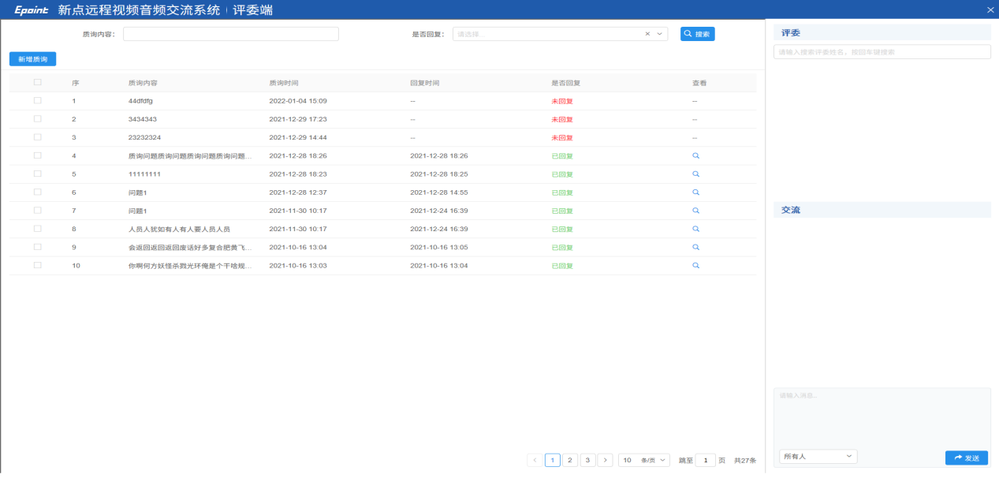 Epoint 新点远程视频音频交流系统 评委端
质询内容：
是否回复： 请选择...
搜索
新增质询
序 质询内容 质询时间 回复时间 是否回复 查看
1 44dfdfg 2022-01-04 15:09 -- 未回复 --
2 3434343 2021-12-29 17:23 -- 未回复 --
3 23232324 2021-12-29 14:44 -- 未回复 --
4 质询问题质询问题质询问题质询问题... 2021-12-28 18:26 2021-12-28 18:26 已回复
5 11111111 2021-12-28 18:23 2021-12-28 18:25 已回复
6 问题1 2021-12-28 12:37 2021-12-28 14:55 已回复
7 问题1 2021-11-30 10:17 2021-12-24 16:39 已回复
8 人员人犹如有人有人要人员人员 2021-11-30 10:17 2021-12-24 16:39 已回复
9 会返回返回返回废话好多复合肥黄飞... 2021-10-16 13:04 2021-10-16 13:05 已回复
10 你啊何方妖怪杀戮光环俺是个干啥规... 2021-10-16 13:03 2021-10-16 13:04 已回复
< 1 2 3 > 10 条/页 跳至 1 页 共27条
评委
请输入搜索评委姓名，按回车键搜索
交流
请输入消息...
所有人
发送